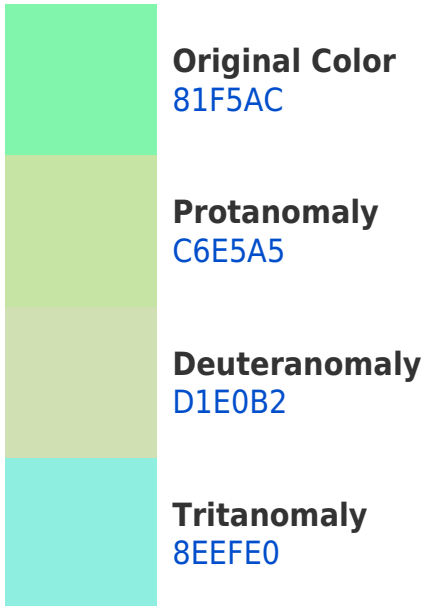 Original Color
81F5AC
Protanomaly
C6E5A5
Deuteranomaly
D1E0B2
Tritanomaly
8EEFE0